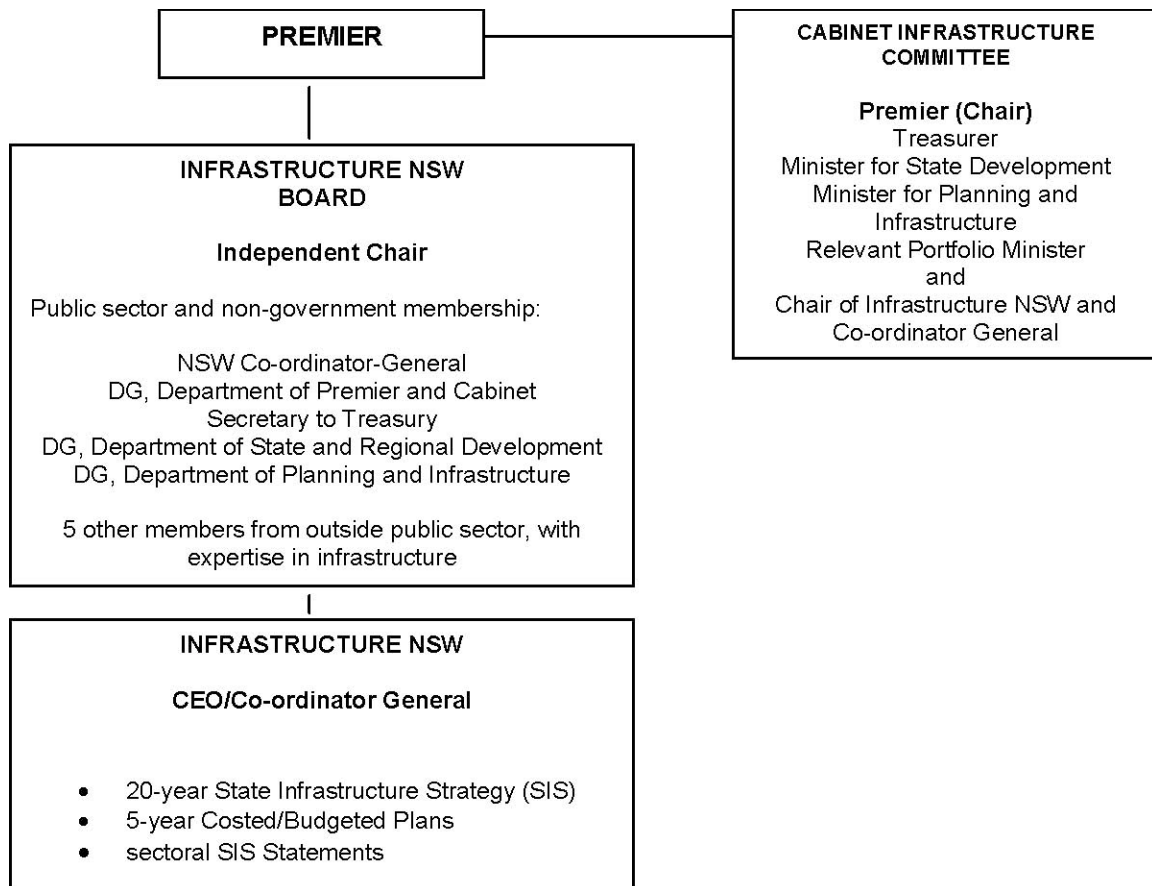 PREMIER
CABINET INFRASTRUCTURE
COMMITTEE
Premier (Chair)
Treasurer
Minister for State Development
Minister for Planning and
Infrastructure
Relevant Portfolio Minister
and
Chair of Infrastructure NSW and
Co-ordinator General
INFRASTRUCTURE NSW
BOARD
Independent Chair
Public sector and non-government membership:
NSW Co-ordinator-General
DG, Department of Premier and Cabinet
Secretary to Treasury
DG, Department of State and Regional Development
DG, Department of Planning and Infrastructure
5 other members from outside public sector, with
expertise in infrastructure
INFRASTRUCTURE NSW
CEO/Co-ordinator General
• 20-year State Infrastructure Strategy (SIS)
• 5-year Costed/Budgeted Plans
• sectoral SIS Statements